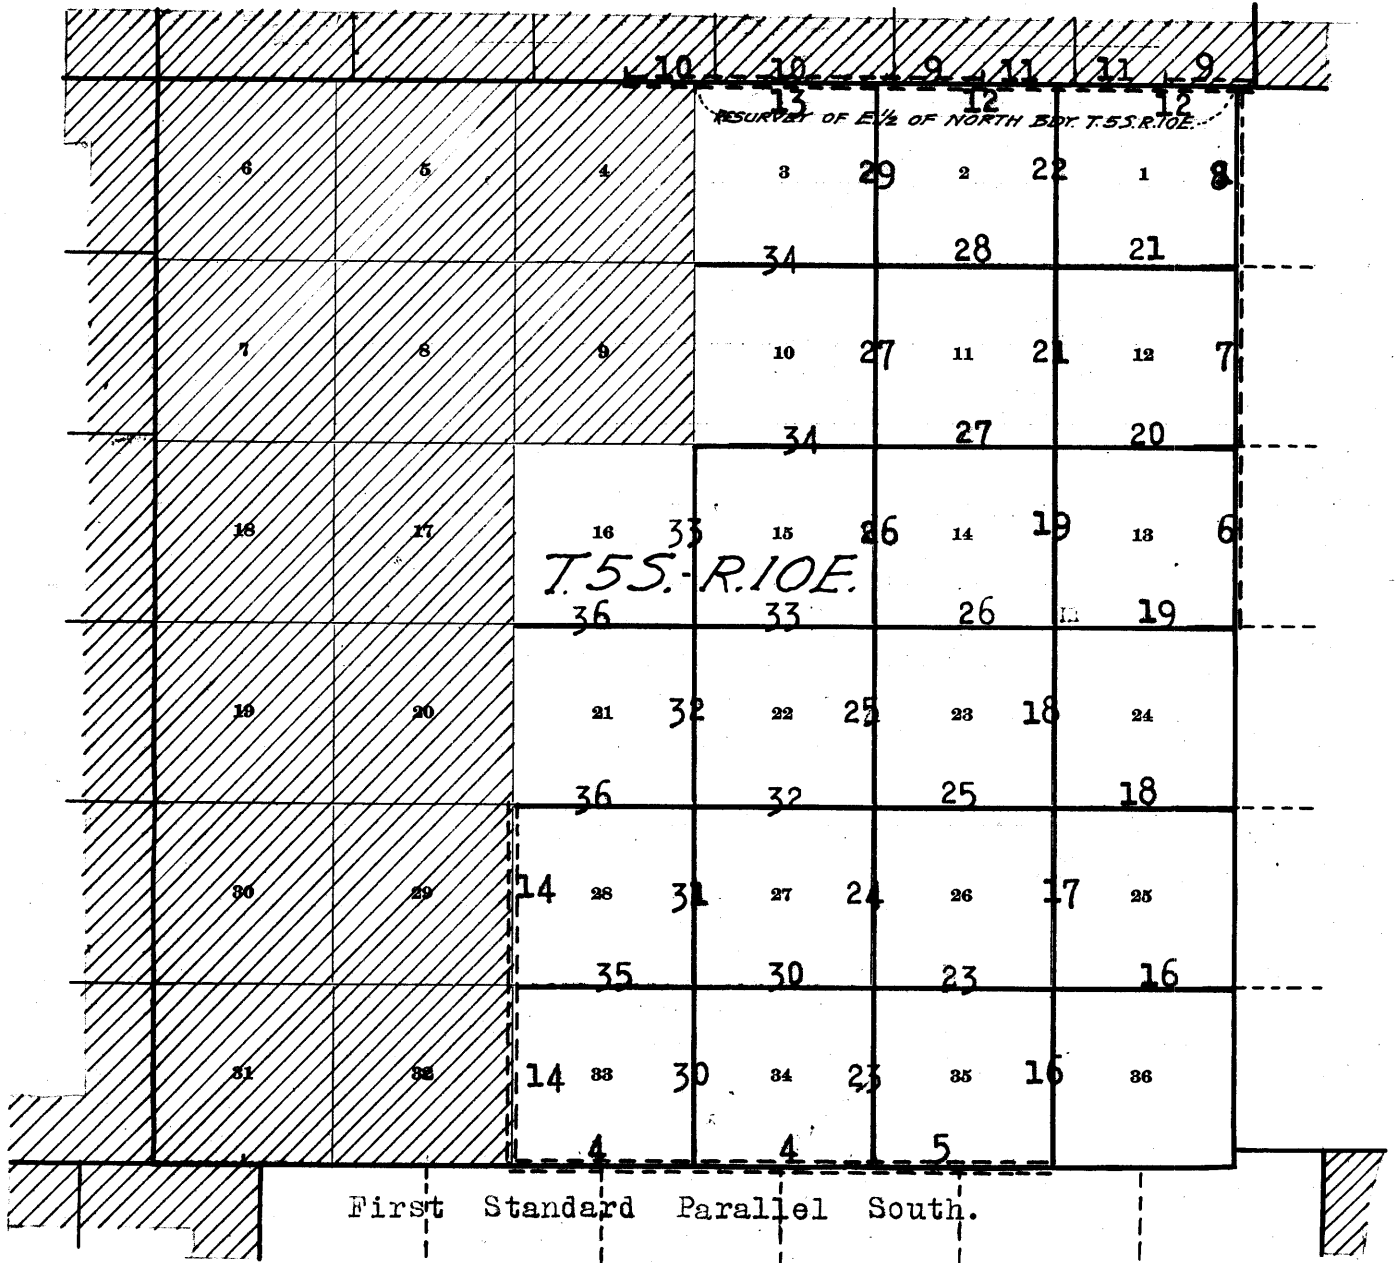 10 10 9 11 11 9
13 12 12
RESURVEY OF E.½ OF NORTH BDY. T.5S.R.10E.
6 5 4 3 29 2 22 1
34 28 21
7 8 9 10 27 11 21 12 7
34 27 20
18 17 16 33 15 26 14 19 13 6
T.5S.-R.10E.
36 33 26 19
19 20 21 32 22 25 23 18 24
36 32 25 18
30 29 14 28 31 27 24 26 17 25
35 30 23 16
31 32 14 33 30 34 23 35 16 36
4 4 5
First Standard Parallel South.